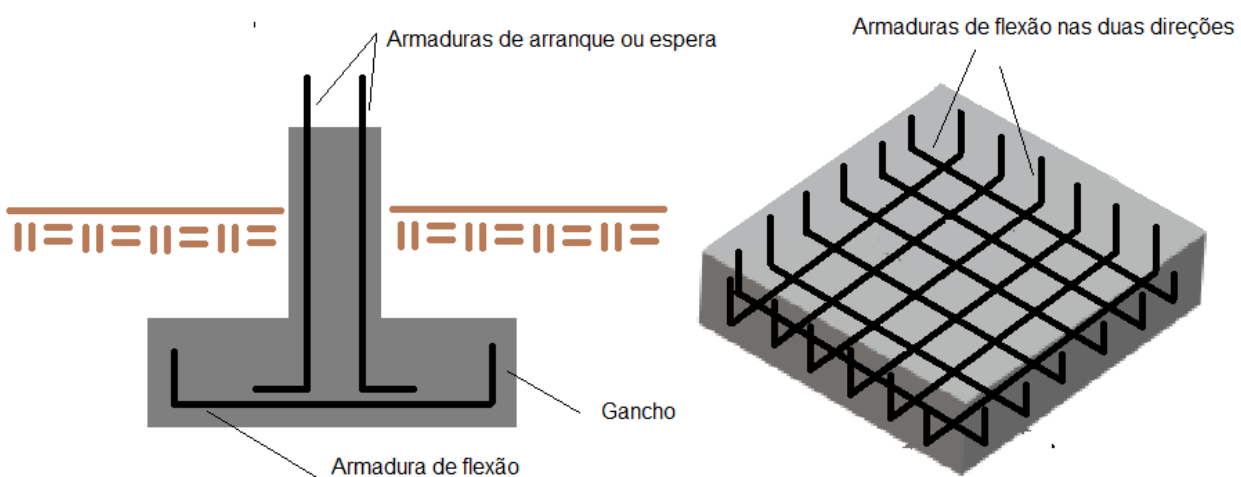 Armaduras de arranque ou espera
Armaduras de flexão nas duas direções
Gancho
Armadura de flexão